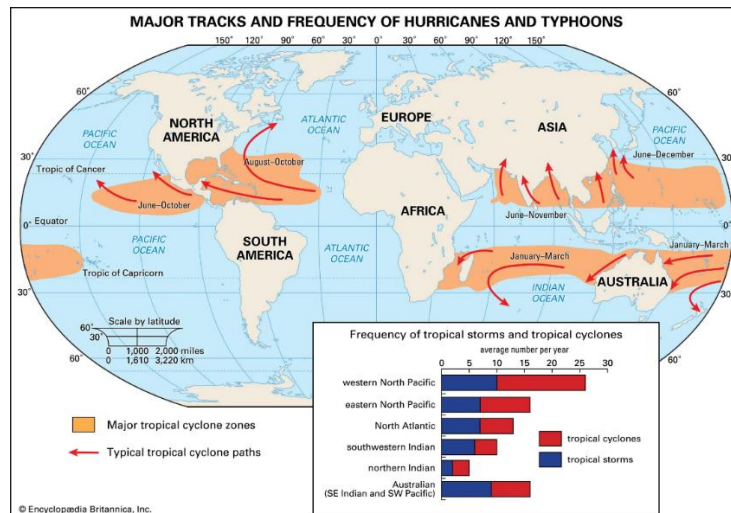 MAJOR TRACKS AND FREQUENCY OF HURRICANES AND TYPHOONS
150° 120° 90° 60° 30° 0° 30° 60° 90° 120° 150°
60°
60°
NORTH
AMERICA
ATLANTIC
OCEAN
EUROPE
ASIA
PACIFIC
OCEAN
PACIFIC
OCEAN
June–December
30°
30°
August–October
Tropic of Cancer
June–October
AFRICA
June–November
0°
Equator
0°
PACIFIC
OCEAN
SOUTH
AMERICA
ATLANTIC
OCEAN
January–March
January–March
Tropic of Capricorn
INDIAN
OCEAN
AUSTRALIA
30°
30°
Scale by latitude
60°
30°
0 1,000 2,000 miles
0 1,610 3,220 km
60°
60°
Major tropical cyclone zones
Typical tropical cyclone paths
Frequency of tropical storms and tropical cyclones
average number per year
0 5 10 15 20 25 30
western North Pacific
eastern North Pacific
North Atlantic
southwestern Indian
northern Indian
Australian
(SE Indian and SW Pacific)
tropical cyclones
tropical storms
© Encyclopædia Britannica, Inc.